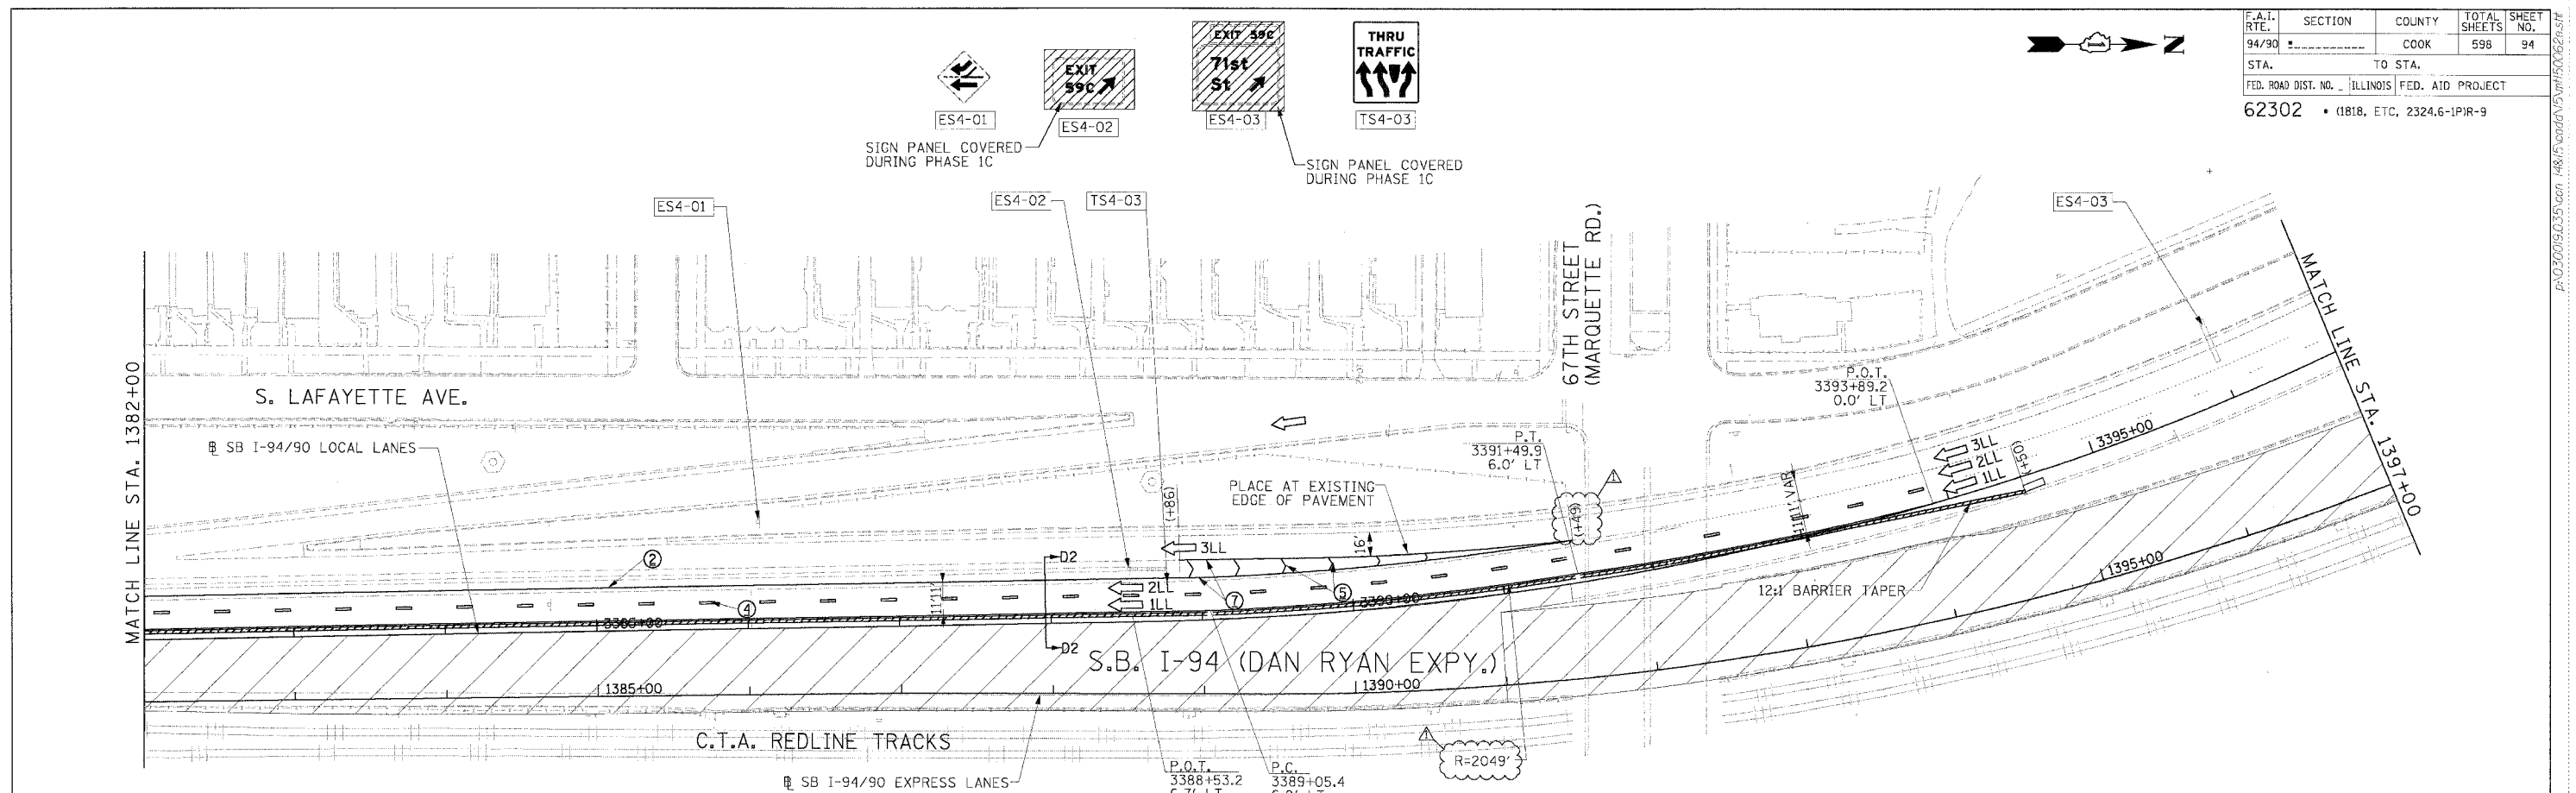 F.A.I. RTE.
SECTION
COUNTY
TOTAL SHEETS
SHEET NO.
94/90
COOK
598
94
STA.
TO STA.
FED. ROAD DIST. NO. _
ILLINOIS
FED. AID PROJECT
62302
* (1818, ETC, 2324.6-1P)R-9
N
EXIT
59C
EXIT 59C
71st
St
THRU
TRAFFIC
ES4-01
ES4-02
ES4-03
TS4-03
SIGN PANEL COVERED
DURING PHASE 1C
SIGN PANEL COVERED
DURING PHASE 1C
ES4-01
ES4-02
TS4-03
ES4-03
67TH STREET
(MARQUETTE RD.)
MATCH LINE STA. 1382+00
MATCH LINE STA. 1397+00
S. LAFAYETTE AVE.
SB I-94/90 LOCAL LANES
P.O.T.
3393+89.2
0.0' LT
P.T.
3391+49.9
6.0' LT
PLACE AT EXISTING
EDGE OF PAVEMENT
(+86)
(+49)
(+50)
3LL
2LL
1LL
3395+00
16'
3LL
2LL
1LL
D2
D2
2
4
7
5
3390+00
12:1 BARRIER TAPER
1395+00
S.B. I-94 (DAN RYAN EXPY.)
1385+00
1390+00
C.T.A. REDLINE TRACKS
R=2049'
SB I-94/90 EXPRESS LANES
P.O.T.
3388+53.2
P.C.
3389+05.4